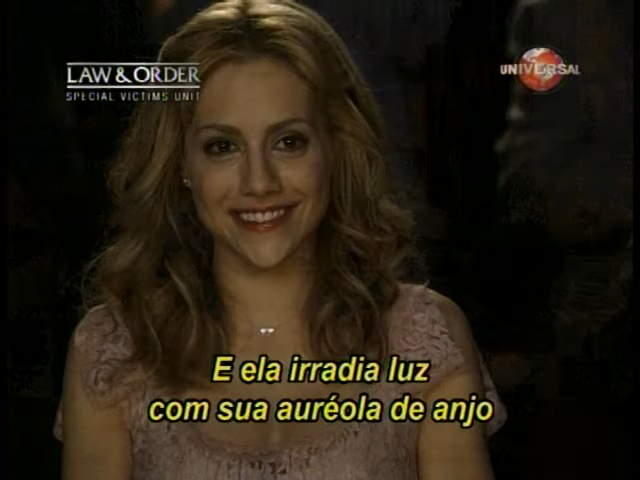 LAW & ORDER
SPECIAL VICTIMS UNIT
UNIVERSAL
E ela irradia luz
com sua auréola de anjo